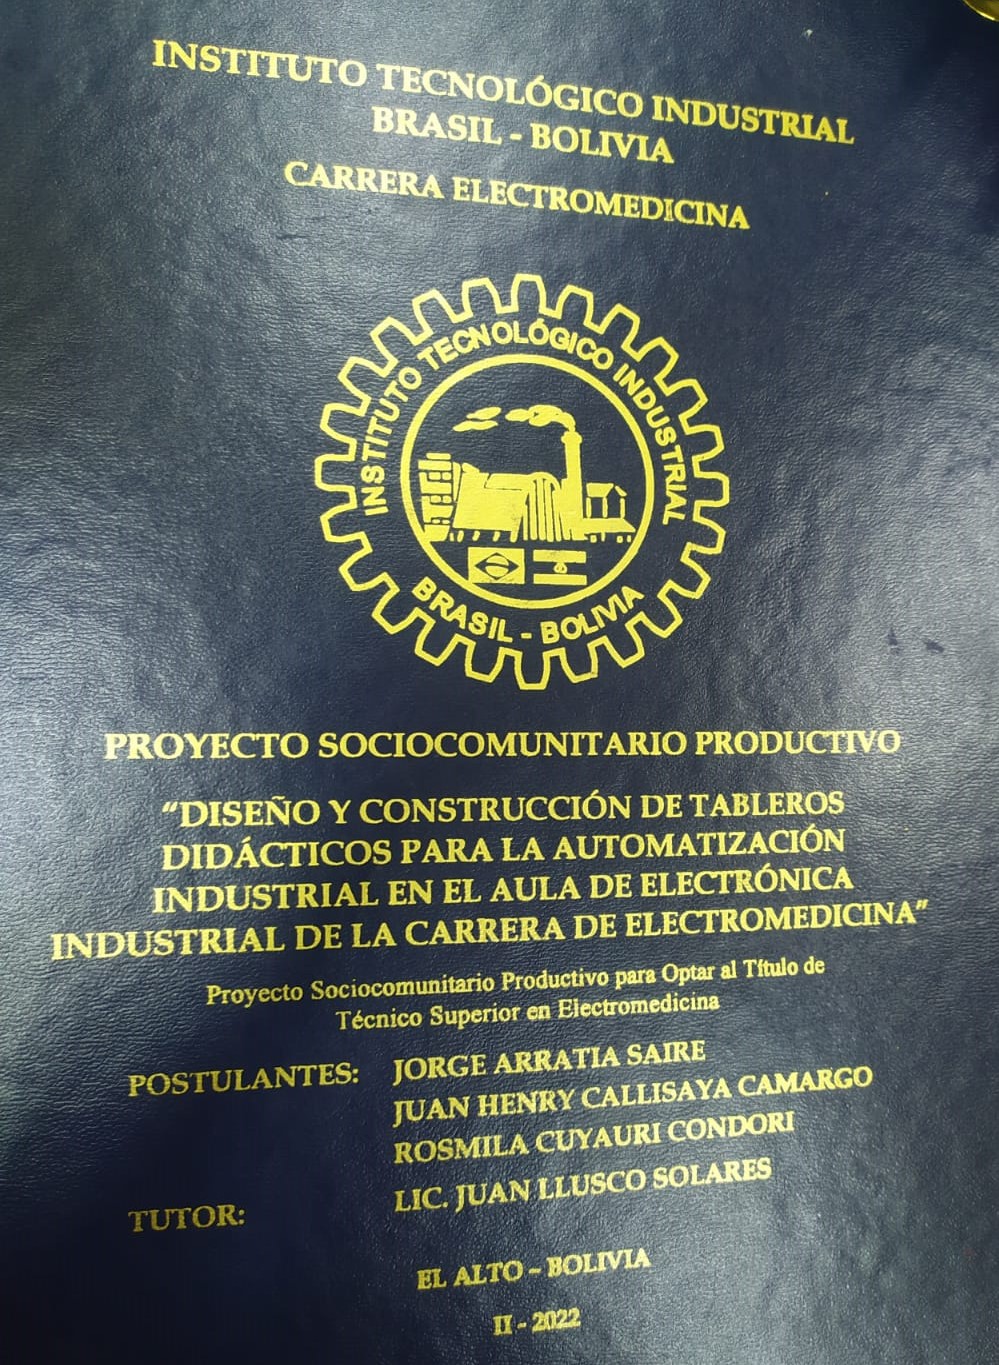 INSTITUTO TECNOLÓGICO INDUSTRIAL
BRASIL - BOLIVIA
CARRERA ELECTROMEDICINA
INSTITUTO TECNOLÓGICO INDUSTRIAL
BRASIL - BOLIVIA
PROYECTO SOCIOCOMUNITARIO PRODUCTIVO
“DISEÑO Y CONSTRUCCIÓN DE TABLEROS
DIDÁCTICOS PARA LA AUTOMATIZACIÓN
INDUSTRIAL EN EL AULA DE ELECTRÓNICA
INDUSTRIAL DE LA CARRERA DE ELECTROMEDICINA”
Proyecto Sociocomunitario Productivo para Optar al Título de
Técnico Superior en Electromedicina
POSTULANTES: JORGE ARRATIA SAIRE
JUAN HENRY CALLISAYA CAMARGO
ROSMILA CUYAURI CONDORI
TUTOR: LIC. JUAN LLUSCO SOLARES
EL ALTO - BOLIVIA
II - 2022